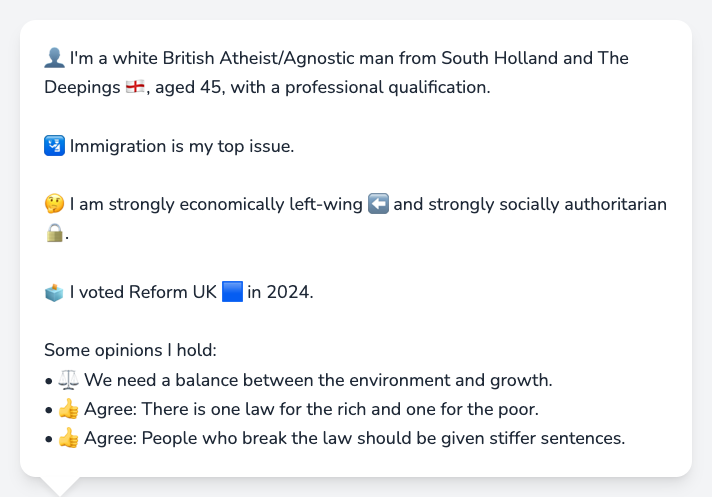 👤 I'm a white British Atheist/Agnostic man from South Holland and The
Deepings 🏴󠁧󠁢󠁥󠁮󠁧󠁿, aged 45, with a professional qualification.
🛂 Immigration is my top issue.
🤔 I am strongly economically left-wing ⬅️ and strongly socially authoritarian
🔒.
🗳️ I voted Reform UK 🟦 in 2024.
Some opinions I hold:
• ⚖️ We need a balance between the environment and growth.
• 👍 Agree: There is one law for the rich and one for the poor.
• 👍 Agree: People who break the law should be given stiffer sentences.